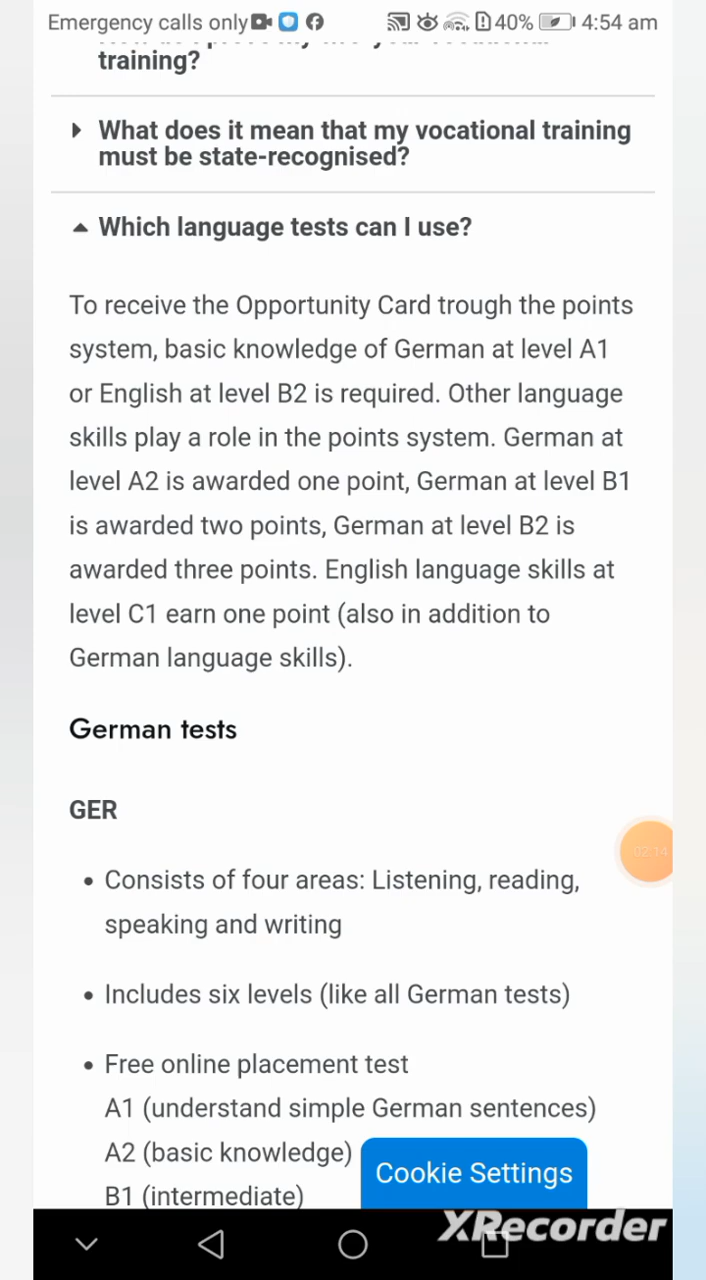 Emergency calls only 40% 4:54 am
training?
What does it mean that my vocational training
must be state-recognised?
Which language tests can I use?
To receive the Opportunity Card trough the points
system, basic knowledge of German at level A1
or English at level B2 is required. Other language
skills play a role in the points system. German at
level A2 is awarded one point, German at level B1
is awarded two points, German at level B2 is
awarded three points. English language skills at
level C1 earn one point (also in addition to
German language skills).
German tests
GER
• Consists of four areas: Listening, reading,
speaking and writing
02:14
• Includes six levels (like all German tests)
• Free online placement test
A1 (understand simple German sentences)
A2 (basic knowledge)
Cookie Settings
B1 (intermediate)
XRecorder